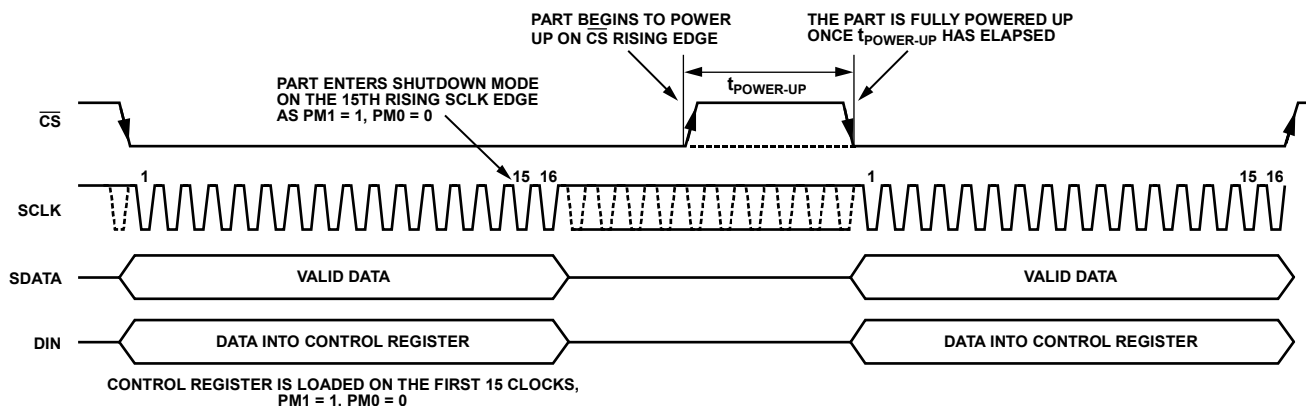 PART BEGINS TO POWER
UP ON CS RISING EDGE
THE PART IS FULLY POWERED UP
ONCE tPOWER-UP HAS ELAPSED
PART ENTERS SHUTDOWN MODE
ON THE 15TH RISING SCLK EDGE
AS PM1 = 1, PM0 = 0
tPOWER-UP
CS
1 15 16 1 15 16
SCLK
SDATA VALID DATA VALID DATA
DIN DATA INTO CONTROL REGISTER DATA INTO CONTROL REGISTER
CONTROL REGISTER IS LOADED ON THE FIRST 15 CLOCKS,
PM1 = 1, PM0 = 0